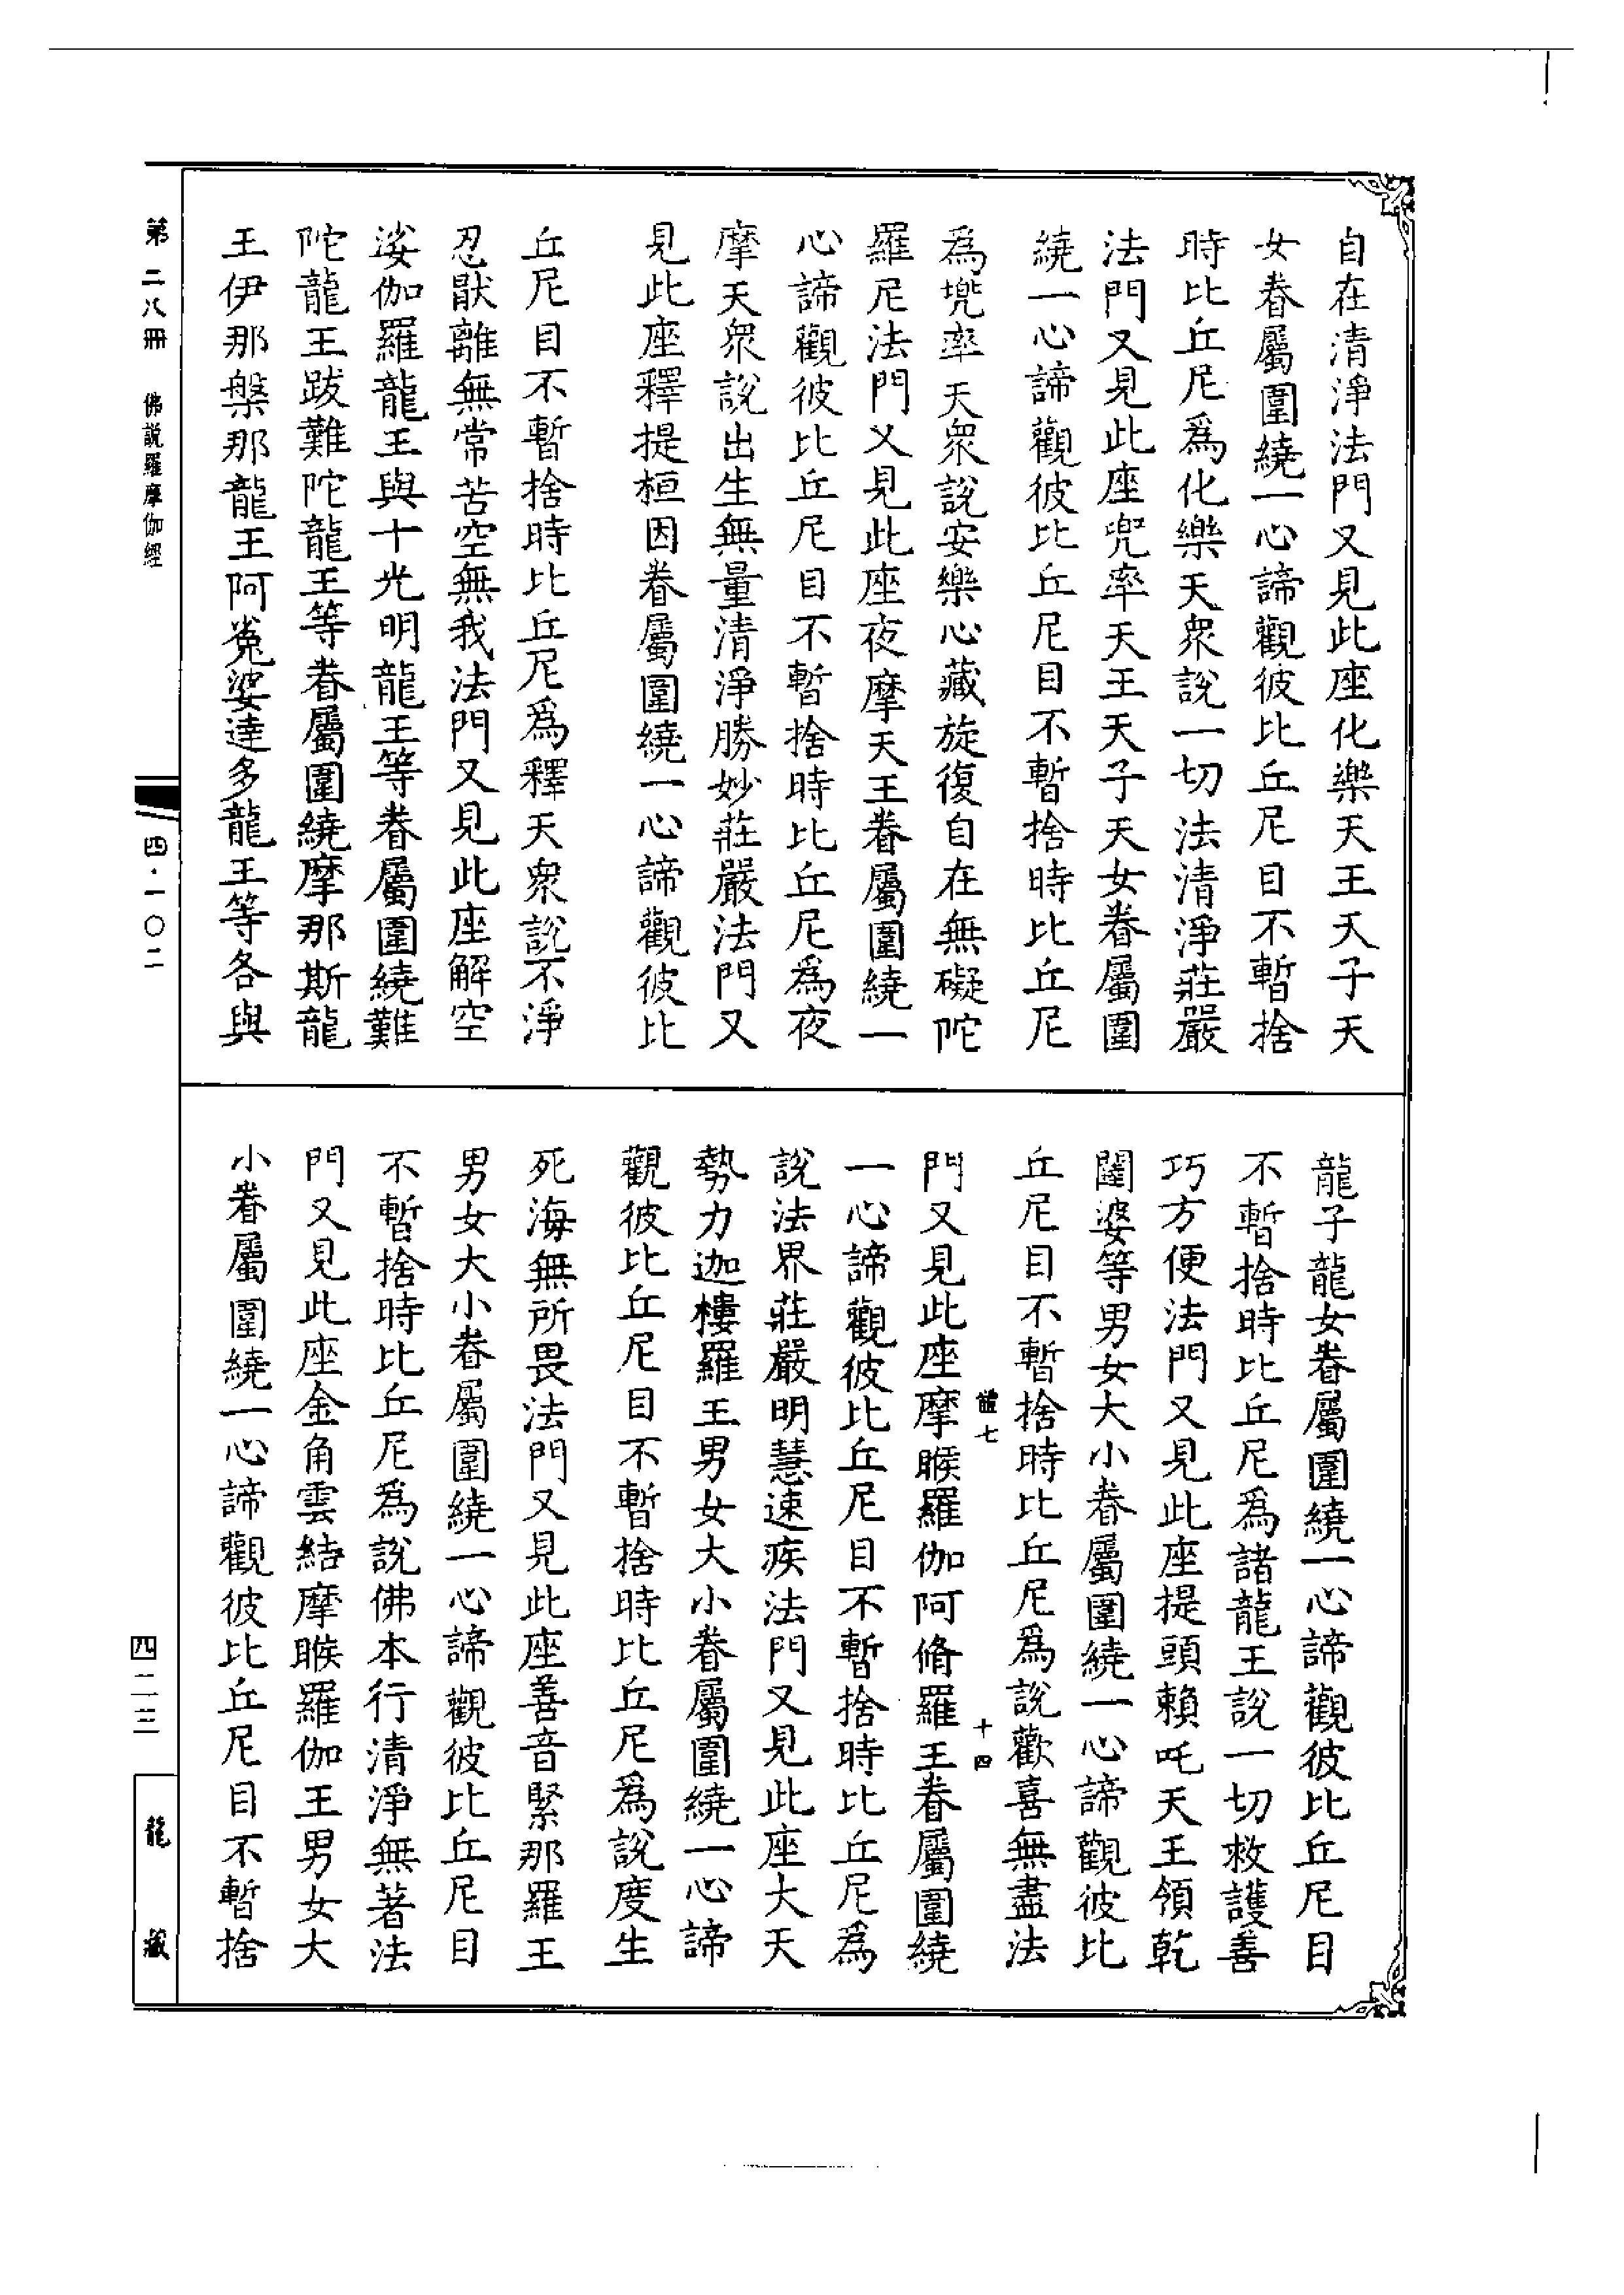 自在清淨法門又見此座化樂天王天子天
女眷屬圍繞一心諦觀彼比丘尼目不暫捨
時比丘尼爲化樂天衆說一切法清淨莊嚴
法門又見此座兜率天王天子天女眷屬圍
繞一心諦觀彼比丘尼目不暫捨時比丘尼
為兜率天衆說安樂心藏旋復自在無礙陀
羅尼法門又見此座夜摩天王眷屬圍繞一
心諦觀彼比丘尼目不暫捨時比丘尼爲夜
摩天衆說出生無量清淨勝妙莊嚴法門又
見此座釋提桓因眷屬圍繞一心諦觀彼比
丘尼目不暫捨時比丘尼爲釋天衆說不淨
忍猒離無常苦空無我法門又見此座解空
娑伽羅龍王與十光明龍王等眷屬圍繞難
陀龍王跋難陀龍王等眷屬圍繞摩那斯龍
王伊那槃那龍王阿㝹婆達多龍王等各與
龍子龍女眷屬圍繞一心諦觀彼比丘尼目
不暫捨時比丘尼爲諸龍王說一切救護善
巧方便法門又見此座提頭賴吒天王領乾
闥婆等男女大小眷屬圍繞一心諦觀彼比
丘尼目不暫捨時比丘尼爲說歡喜無盡法
體七 十四
門又見此座摩睺羅伽阿脩羅王眷屬圍繞
一心諦觀彼比丘尼目不暫捨時比丘尼爲
說法界莊嚴明慧速疾法門又見此座大天
勢力迦樓羅王男女大小眷屬圍繞一心諦
觀彼比丘尼目不暫捨時比丘尼爲說度生
死海無所畏法門又見此座善音緊那羅王
男女大小眷屬圍繞一心諦觀彼比丘尼目
不暫捨時比丘尼爲說佛本行清淨無著法
門又見此座金角雲結摩睺羅伽王男女大
小眷屬圍繞一心諦觀彼比丘尼目不暫捨
第二八冊 佛説羅摩伽經
四·一〇二
四二三
龍藏